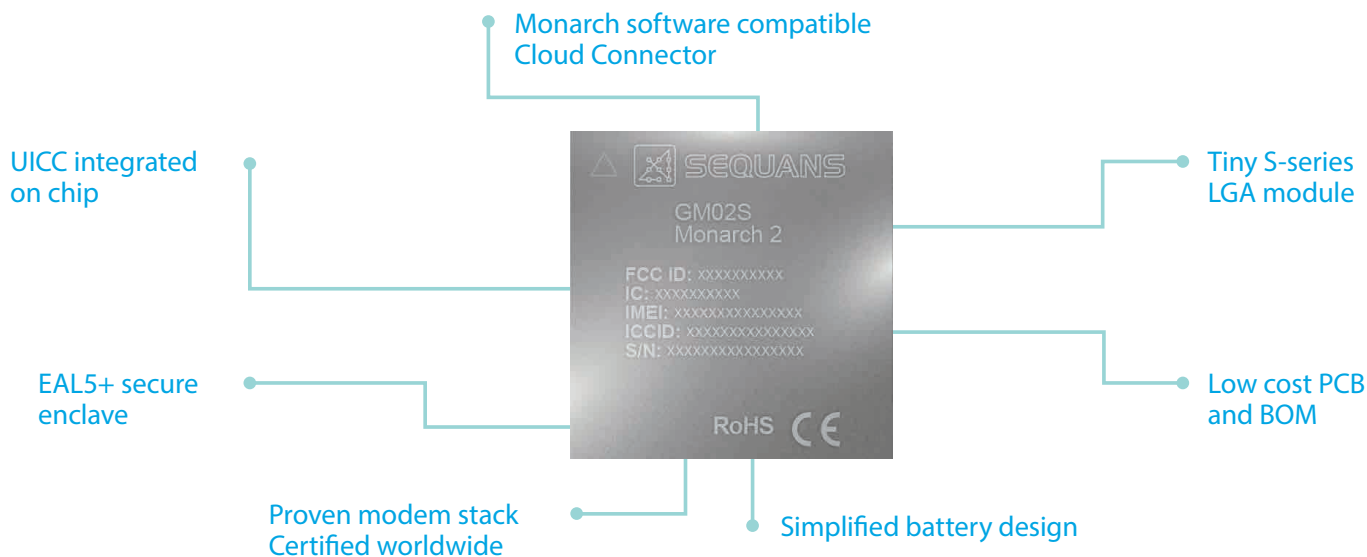 Monarch software compatible
Cloud Connector
UICC integrated
on chip
Tiny S-series
LGA module
SEQUANS
GM02S
Monarch 2
FCC ID: xxxxxxxxxx
IC: xxxxxxxxxx
IMEI: xxxxxxxxxxxxxxx
ICCID: xxxxxxxxxxxxxxx
S/N: xxxxxxxxxxxxxxxx
EAL5+ secure
enclave
Low cost PCB
and BOM
RoHS CE
Proven modem stack
Certified worldwide
Simplified battery design